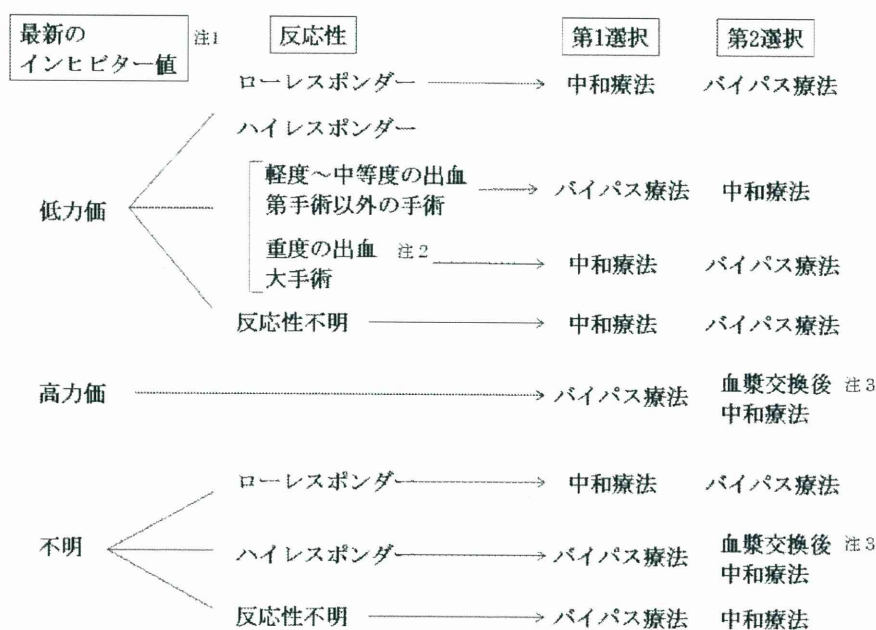 最新の
インヒビター値 注1 反応性 第1選択 第2選択
ローレスポンダー 中和療法 バイパス療法
ハイレスポンダー
軽度～中等度の出血
第手術以外の手術 バイパス療法 中和療法
低力価
重度の出血 注2
大手術 中和療法 バイパス療法
反応性不明 中和療法 バイパス療法
高力価 バイパス療法 血漿交換後 注3
中和療法
ローレスポンダー 中和療法 バイパス療法
不明 ハイレスポンダー バイパス療法 血漿交換後 注3
中和療法
反応性不明 バイパス療法 中和療法